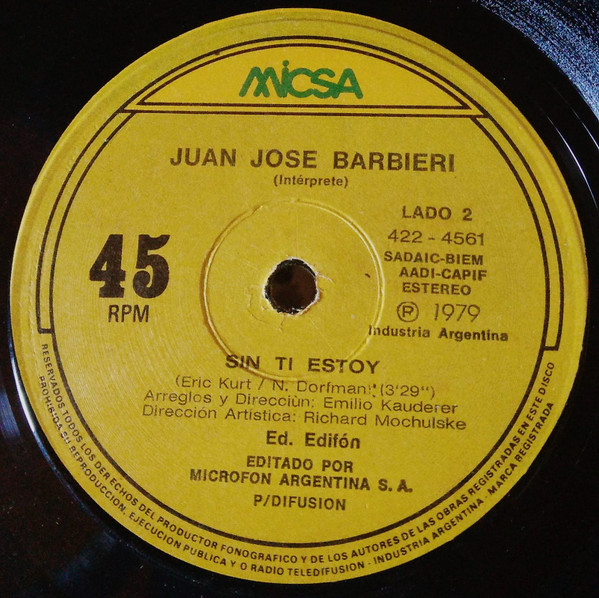 MICSA
JUAN JOSE BARBIERI
(Intérprete)
45
RPM
LADO 2
422 - 4561
SADAIC-BIEM
AADI-CAPIF
ESTEREO
℗ 1979
Industria Argentina
SIN TI ESTOY
(Eric Kurt / N. Dorfman) (3'29")
Arreglos y Direcciùn: Emilio Kauderer
Dirección Artística: Richard Mochulske
Ed. Edifón
EDITADO POR
MICROFON ARGENTINA S. A.
P/DIFUSION
RESERVADOS TODOS LOS DERECHOS DEL PRODUCTOR FONOGRAFICO Y DE LOS AUTORES DE LAS OBRAS REGISTRADAS EN ESTE DISCO
PROHIBIDA SU REPRODUCCION, EJECUCION PUBLICA Y O RADIO TELEDIFUSION - INDUSTRIA ARGENTINA - MARCA REGISTRADA